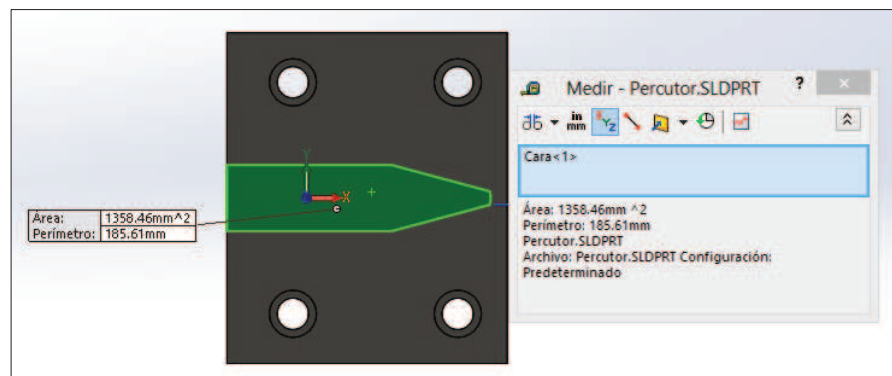 Medir - Percutor.SLDPRT ?
in
mm
Cara<1>
Área: 1358.46mm ^2
Perímetro: 185.61mm
Percutor.SLDPRT
Archivo: Percutor.SLDPRT Configuración:
Predeterminado
Y
X
Área: 1358.46mm^2
Perímetro: 185.61mm